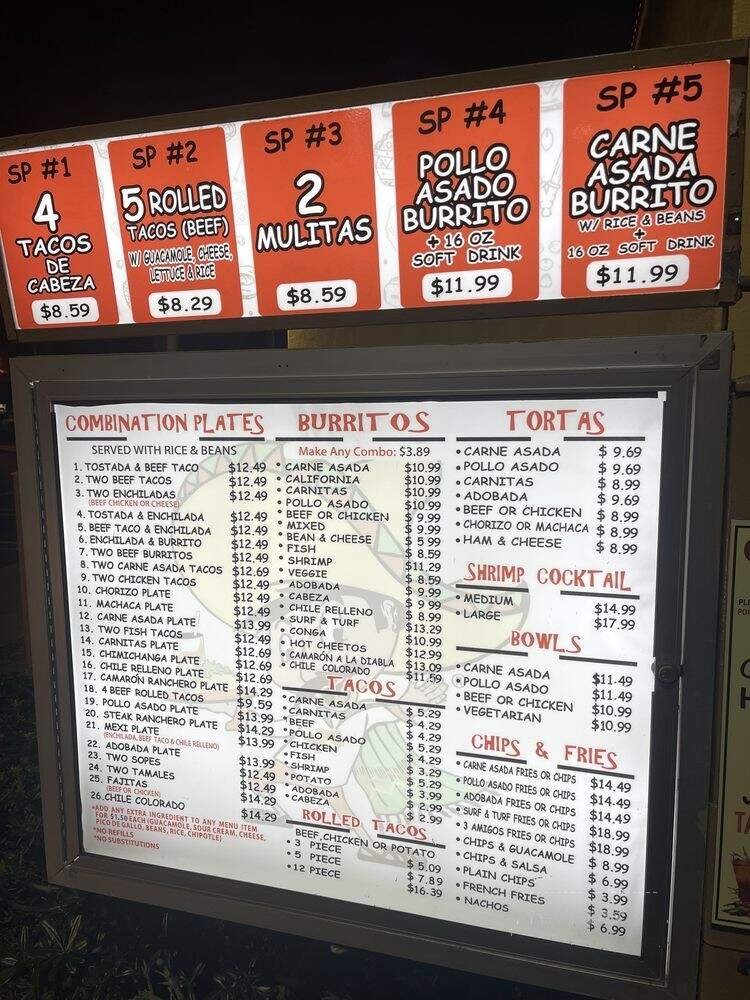 SP #1
4
TACOS
DE
CABEZA
$8.59
SP #2
5 ROLLED
TACOS (BEEF)
W/ GUACAMOLE, CHEESE,
LETTUCE & RICE
$8.29
SP #3
2
MULITAS
$8.59
SP #4
POLLO
ASADO
BURRITO
+ 16 OZ
SOFT DRINK
$11.99
SP #5
CARNE
ASADA
BURRITO
W/ RICE & BEANS
+
16 OZ SOFT DRINK
$11.99
COMBINATION PLATES
SERVED WITH RICE & BEANS
1. TOSTADA & BEEF TACO $12.49
2. TWO BEEF TACOS $12.49
3. TWO ENCHILADAS $12.49
(BEEF CHICKEN OR CHEESE)
4. TOSTADA & ENCHILADA $12.49
5. BEEF TACO & ENCHILADA $12.49
6. ENCHILADA & BURRITO $12.49
7. TWO BEEF BURRITOS $12.49
8. TWO CARNE ASADA TACOS $12.69
9. TWO CHICKEN TACOS $12.49
10. CHORIZO PLATE $12.49
11. MACHACA PLATE $12.49
12. CARNE ASADA PLATE $13.99
13. TWO FISH TACOS $12.49
14. CARNITAS PLATE $12.69
15. CHIMICHANGA PLATE $12.69
16. CHILE RELLENO PLATE $12.69
17. CAMARÓN RANCHERO PLATE $14.29
18. 4 BEEF ROLLED TACOS $9.59
19. POLLO ASADO PLATE $13.99
20. STEAK RANCHERO PLATE $14.29
21. MEXI PLATE $13.99
(ENCHILADA, BEEF TACO & CHILE RELLENO)
22. ADOBADA PLATE $13.99
23. TWO SOPES $12.49
24. TWO TAMALES $12.49
25. FAJITAS $14.29
(BEEF OR CHICKEN)
26.CHILE COLORADO $14.29
*ADD ANY EXTRA INGREDIENT TO ANY MENU ITEM
FOR $1.50 EACH (GUACAMOLE, SOUR CREAM, CHEESE,
PICO DE GALLO, BEANS, RICE, CHIPOTLE)
*NO REFILLS
*NO SUBSTITUTIONS
BURRITOS
Make Any Combo: $3.89
• CARNE ASADA $10.99
• CALIFORNIA $10.99
• CARNITAS $10.99
• POLLO ASADO $10.99
• BEEF OR CHICKEN $ 9.99
• MIXED $ 9.99
• BEAN & CHEESE $ 5.99
• FISH $ 8.59
• SHRIMP $11.29
• VEGGIE $ 8.59
• ADOBADA $ 9.99
• CABEZA $ 9.99
• CHILE RELLENO $ 8.99
• SURF & TURF $13.29
• CONGA $10.99
• HOT CHEETOS $12.99
• CAMARÓN A LA DIABLA $13.09
• CHILE COLORADO $11.59
TACOS
• CARNE ASADA $ 5.29
• CARNITAS $ 4.29
• BEEF $ 4.29
• POLLO ASADO $ 5.29
• CHICKEN $ 4.29
• FISH $ 3.29
• SHRIMP $ 5.29
• POTATO $ 3.99
• ADOBADA $ 2.99
• CABEZA $ 2.99
ROLLED TACOS
BEEF,CHICKEN OR POTATO
• 3 PIECE $ 5.09
• 5 PIECE $ 7.89
•12 PIECE $16.39
TORTAS
• CARNE ASADA $ 9.69
• POLLO ASADO $ 9.69
• CARNITAS $ 8.99
• ADOBADA $ 9.69
• BEEF OR CHICKEN $ 8.99
• CHORIZO OR MACHACA $ 8.99
• HAM & CHEESE $ 8.99
SHRIMP COCKTAIL
• MEDIUM $14.99
• LARGE $17.99
BOWLS
• CARNE ASADA $11.49
• POLLO ASADO $11.49
• BEEF OR CHICKEN $10.99
• VEGETARIAN $10.99
CHIPS & FRIES
• CARNE ASADA FRIES OR CHIPS $14.49
• POLLO ASADO FRIES OR CHIPS $14.49
• ADOBADA FRIES OR CHIPS $14.49
• SURF & TURF FRIES OR CHIPS $18.99
• 3 AMIGOS FRIES OR CHIPS $18.99
• CHIPS & GUACAMOLE $ 8.99
• CHIPS & SALSA $ 6.99
• PLAIN CHIPS $ 3.99
• FRENCH FRIES $ 3.59
• NACHOS $ 6.99